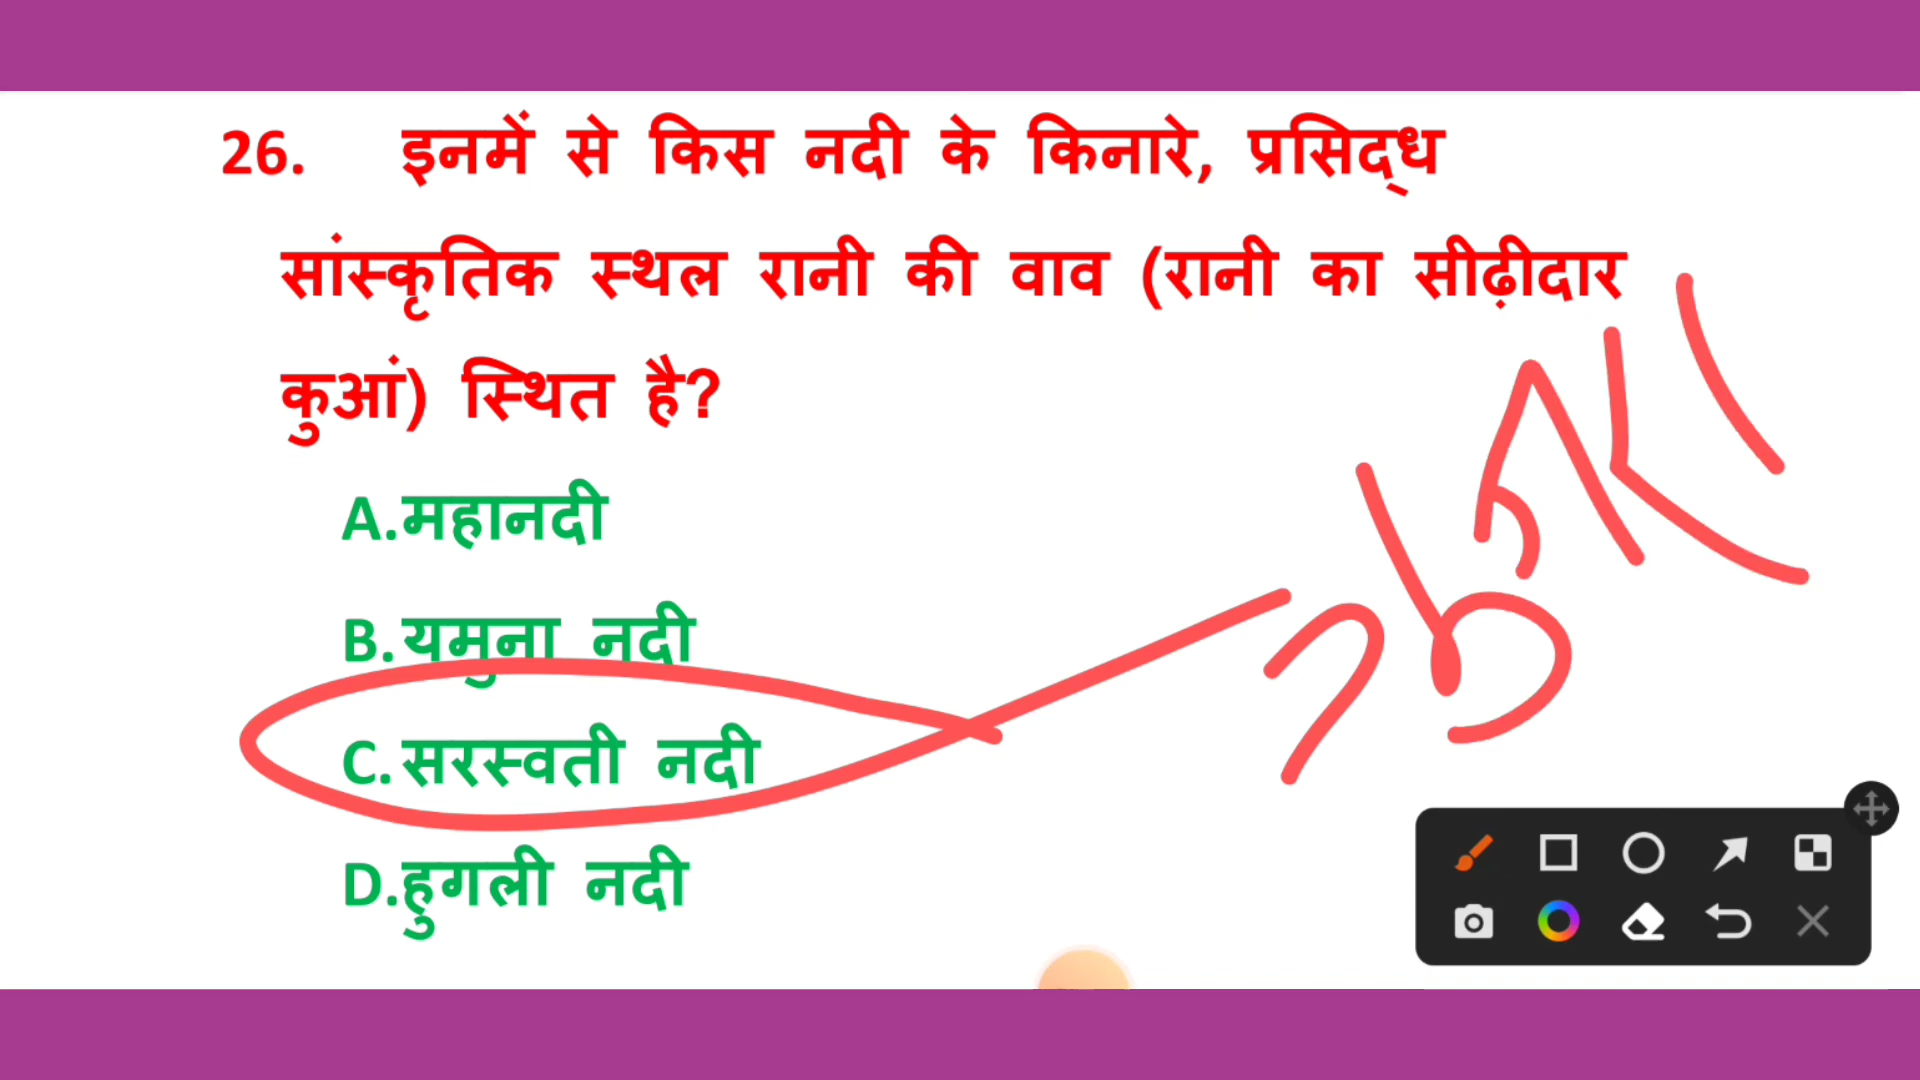 26. इनमें से किस नदी के किनारे, प्रसिद्ध
सांस्कृतिक स्थल रानी की वाव (रानी का सीढ़ीदार
कुआं) स्थित है?
A.महानदी
B.यमुना नदी
C.सरस्वती नदी
D.हुगली नदी